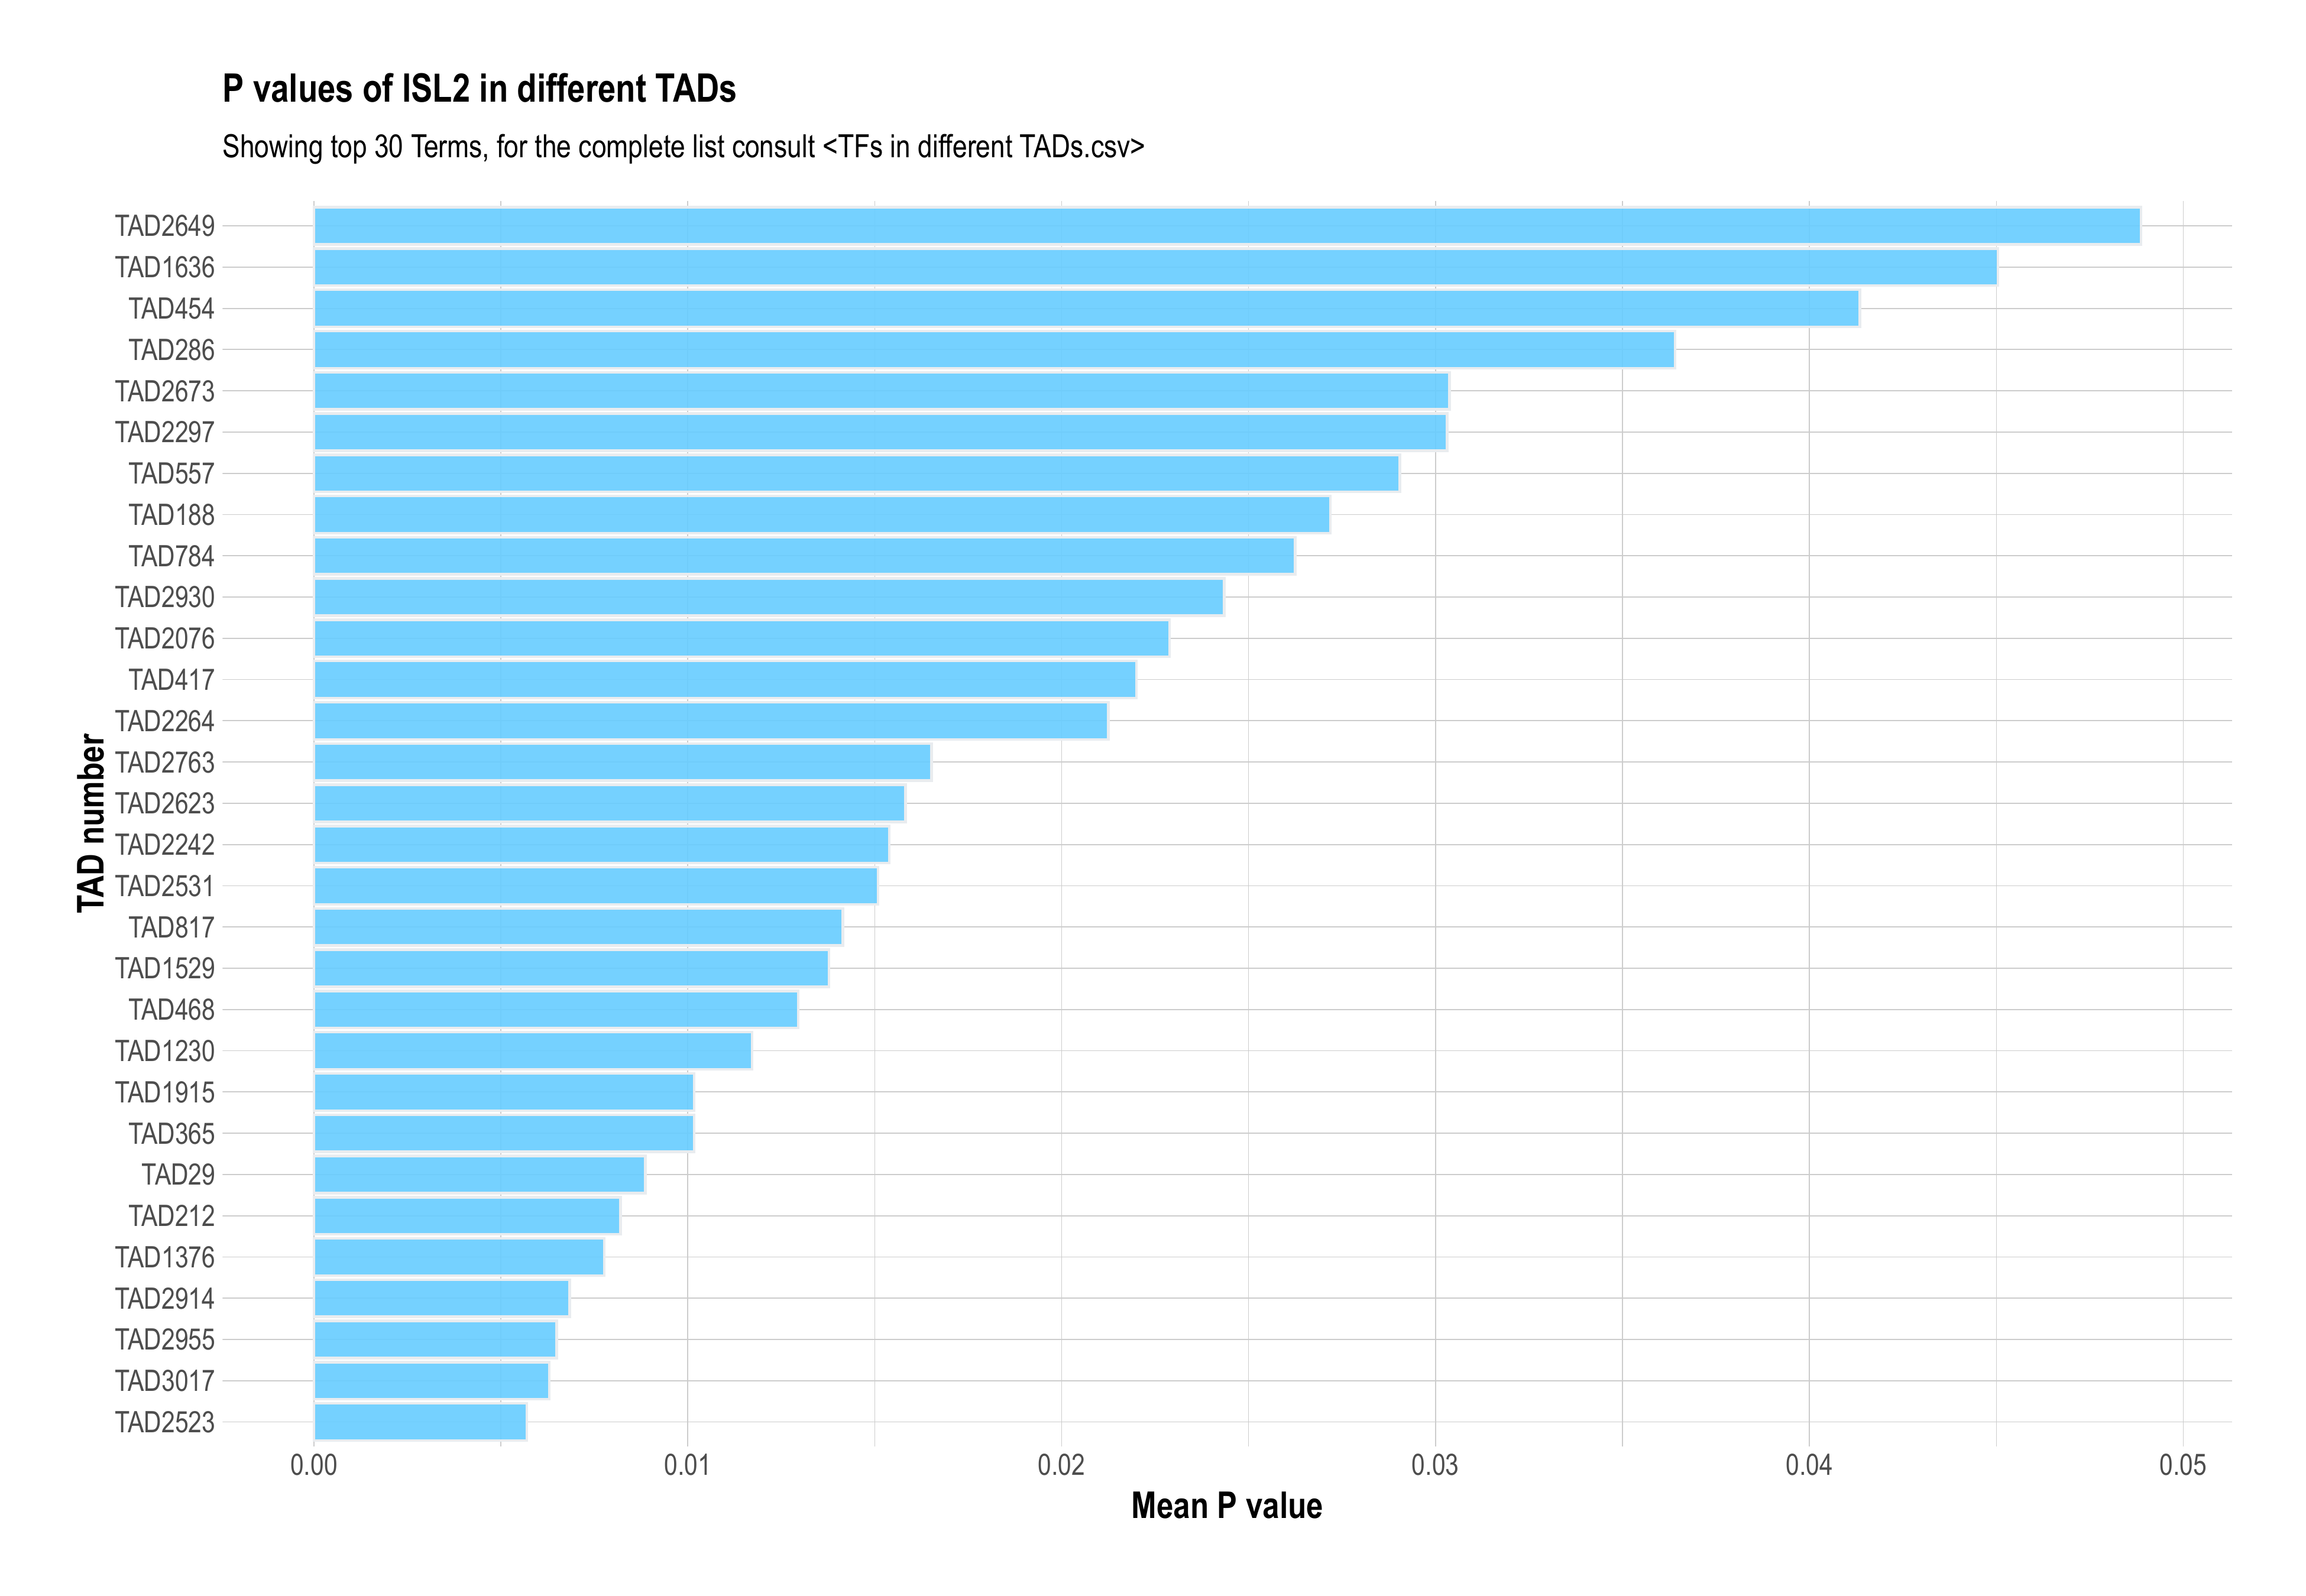 P values of ISL2 in different TADs
Showing top 30 Terms, for the complete list consult <TFs in different TADs.csv>
TAD number
TAD2649
TAD1636
TAD454
TAD286
TAD2673
TAD2297
TAD557
TAD188
TAD784
TAD2930
TAD2076
TAD417
TAD2264
TAD2763
TAD2623
TAD2242
TAD2531
TAD817
TAD1529
TAD468
TAD1230
TAD1915
TAD365
TAD29
TAD212
TAD1376
TAD2914
TAD2955
TAD3017
TAD2523
0.00 0.01 0.02 0.03 0.04 0.05
Mean P value